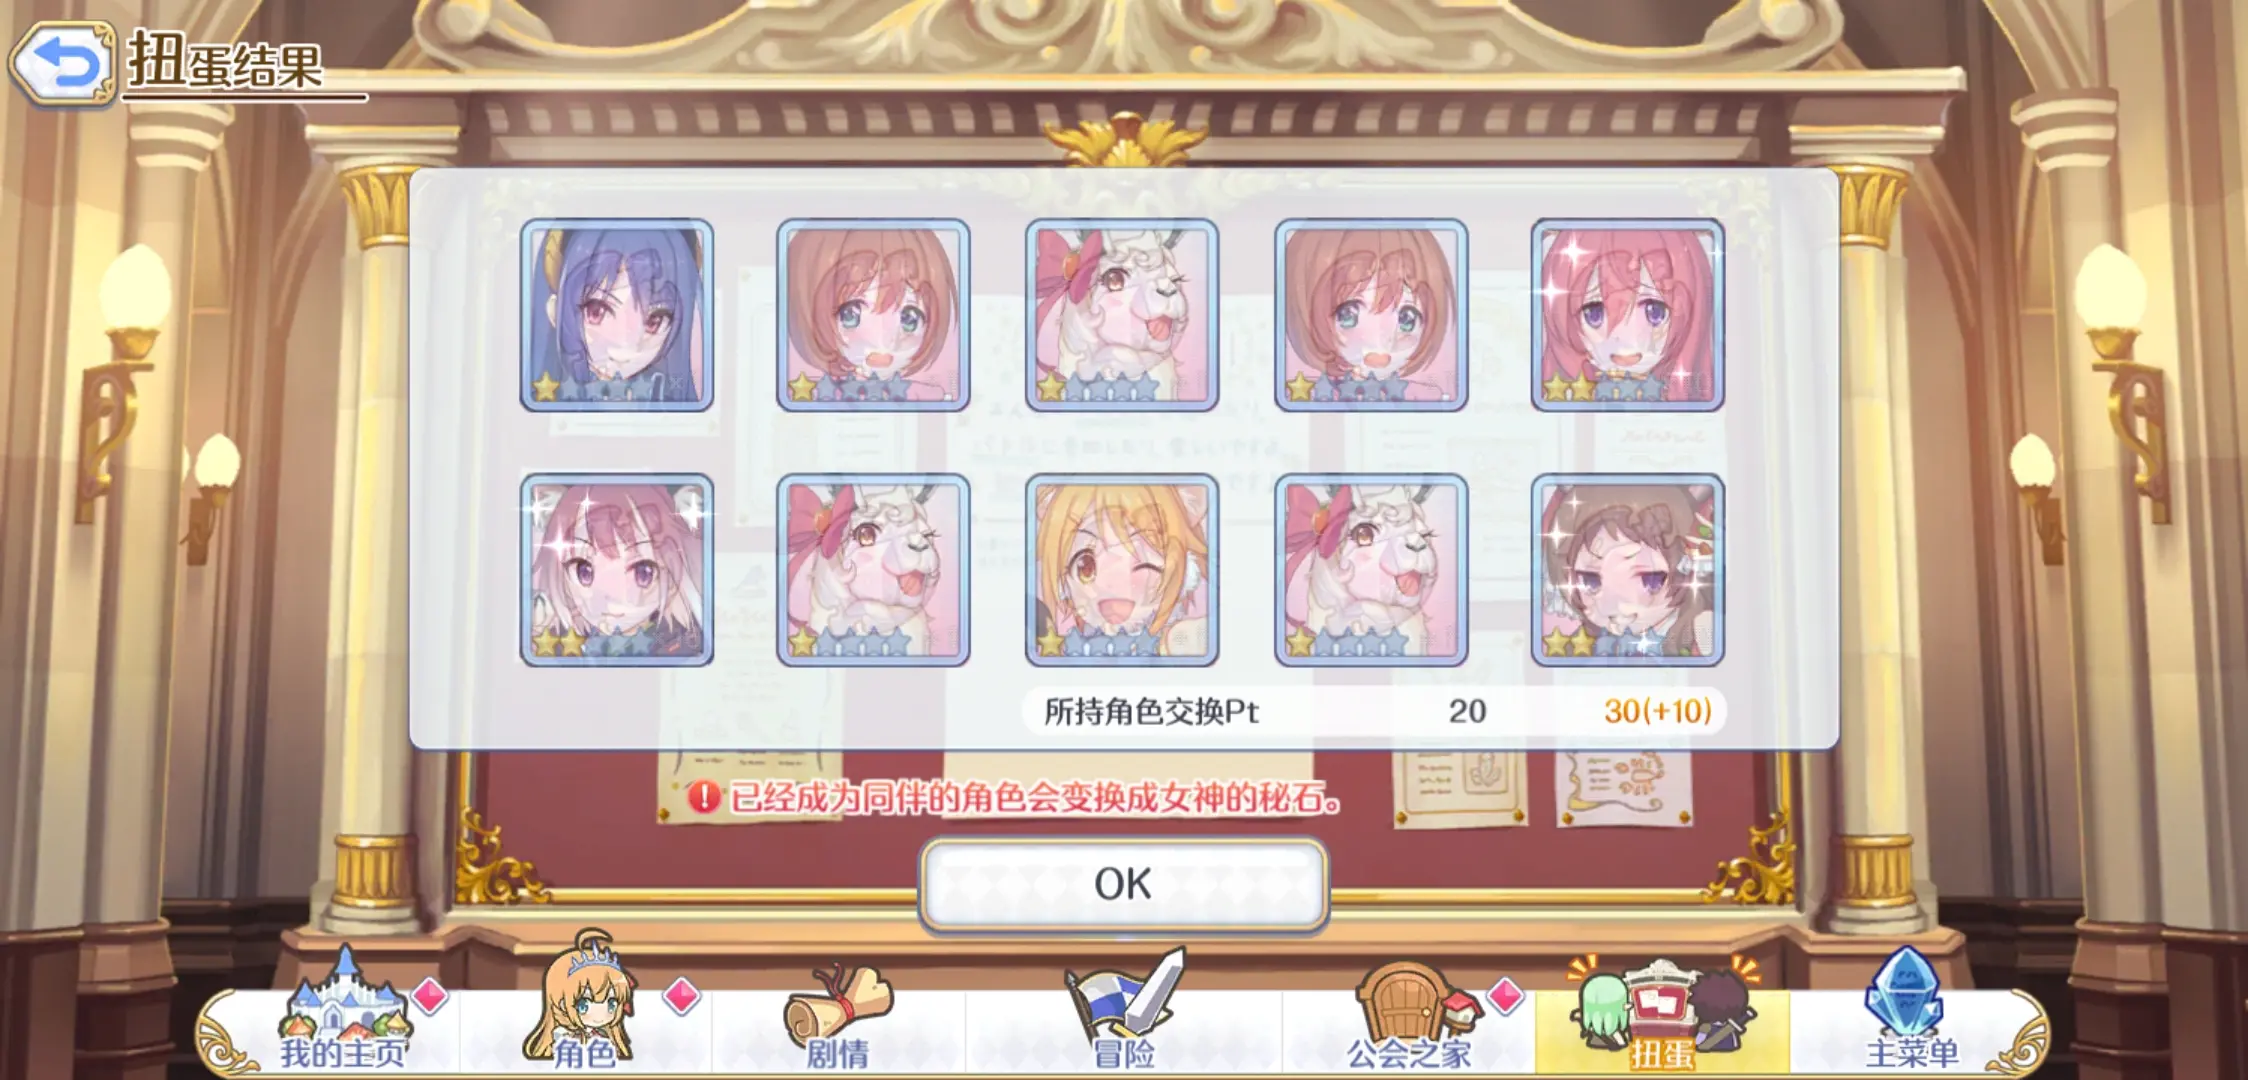 扭蛋结果
所持角色交换Pt 20 30(+10)
已经成为同伴的角色会变换成女神的秘石。
OK
我的主页 角色 剧情 冒险 公会之家 扭蛋 主菜单